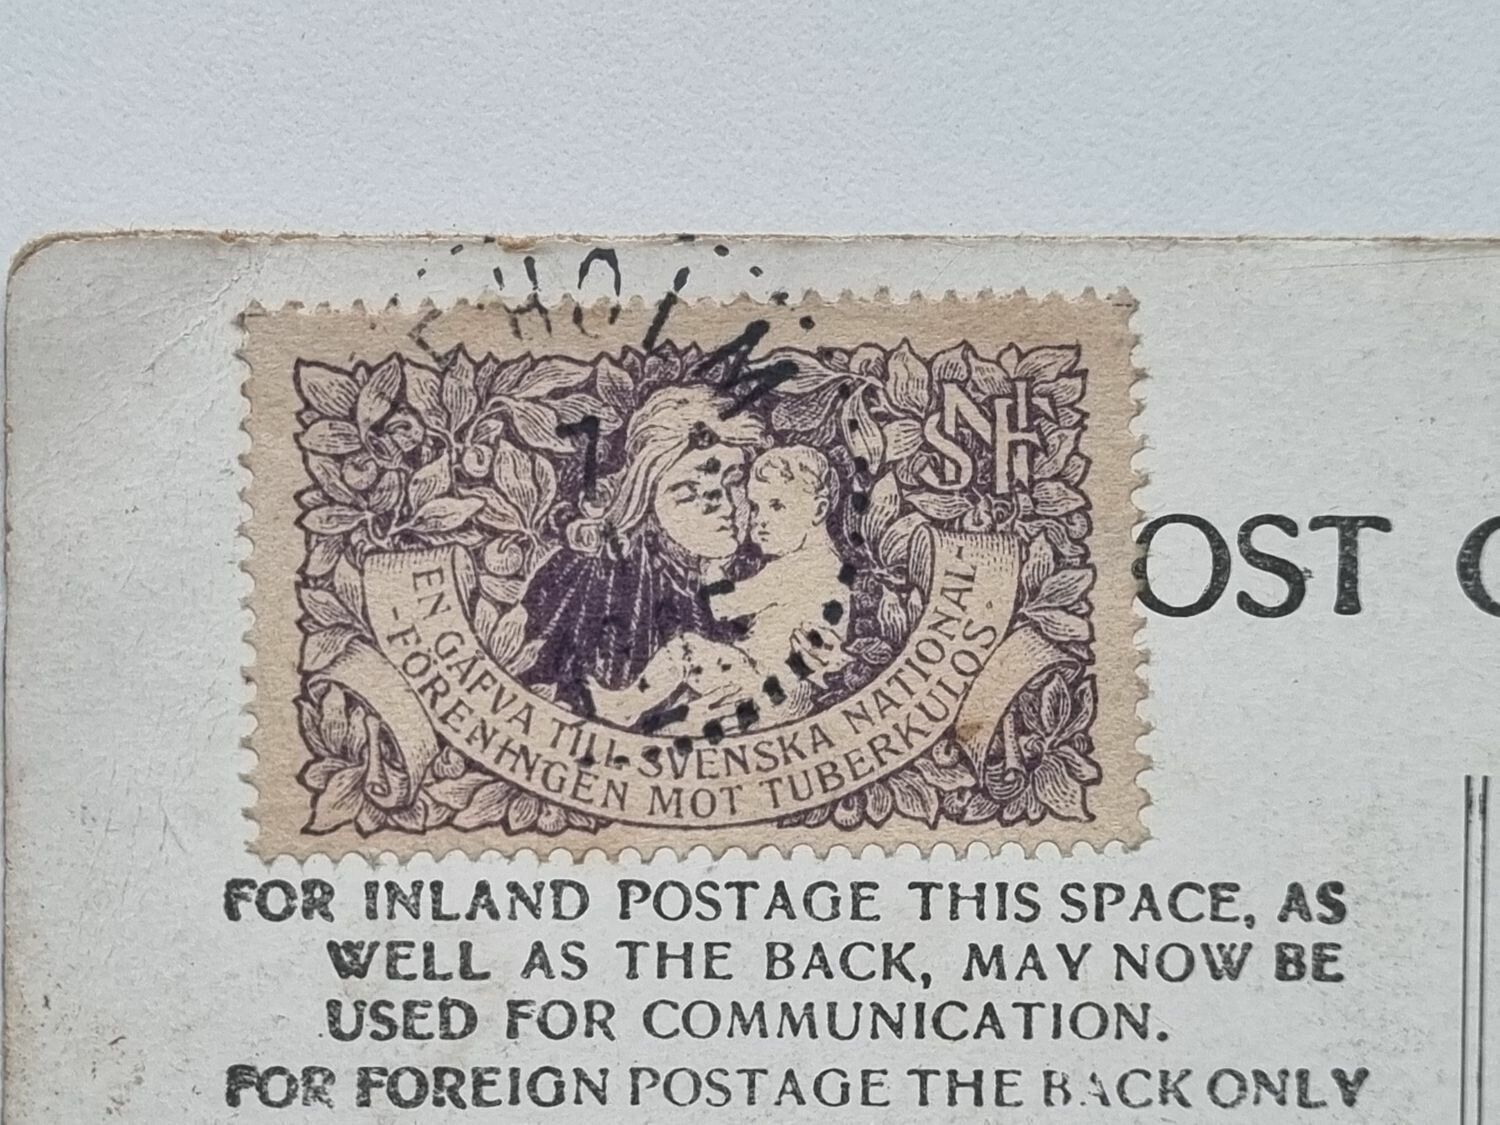 HOLM
SNF
EN GÅFVA TILL SVENSKA NATIONAL-
-FÖRENINGEN MOT TUBERKULOS.
OST
FOR INLAND POSTAGE THIS SPACE, AS
WELL AS THE BACK, MAY NOW BE
USED FOR COMMUNICATION.
FOR FOREIGN POSTAGE THE BACK ONLY